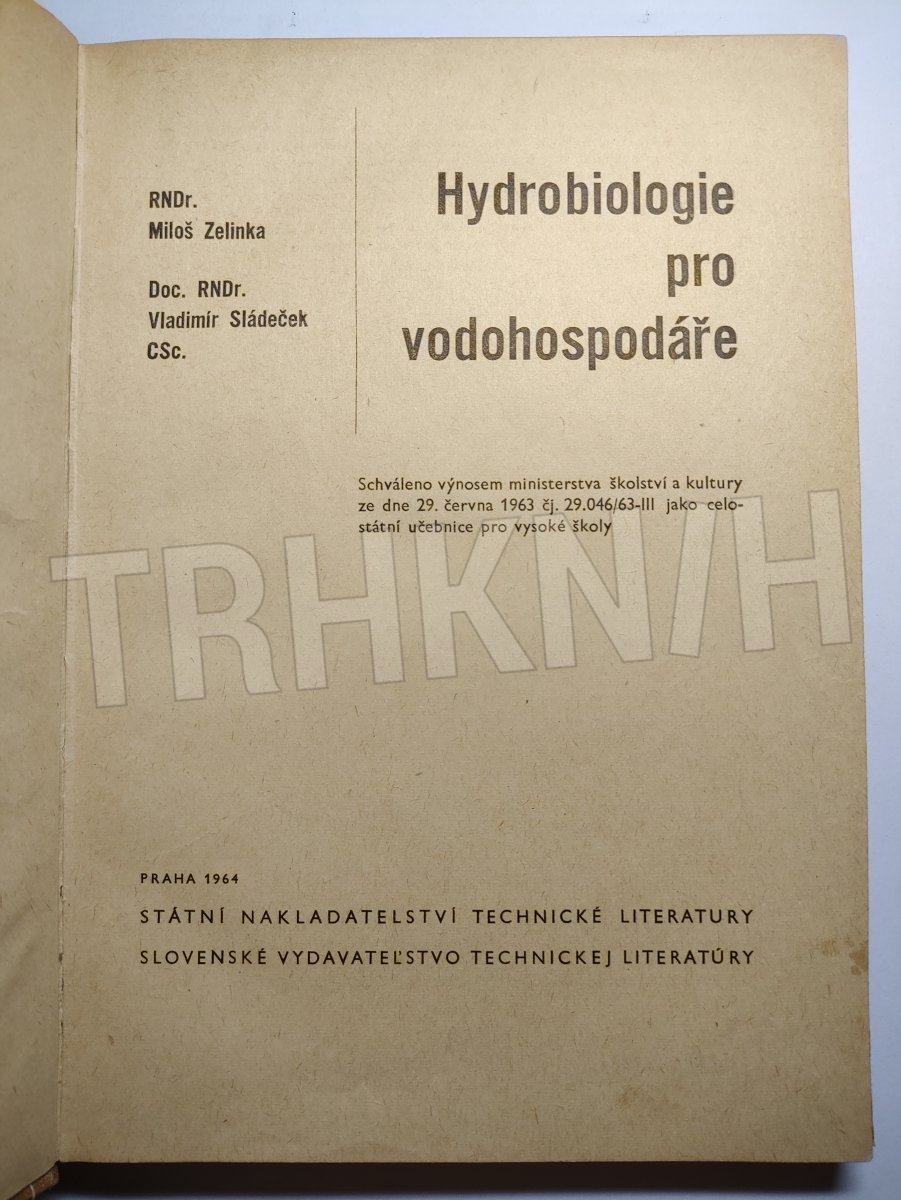 RNDr.
Miloš Zelinka
Doc. RNDr.
Vladimír Sládeček
CSc.
Hydrobiologie
pro
vodohospodáře
Schváleno výnosem ministerstva školství a kultury
ze dne 29. června 1963 čj. 29.046/63-III jako celo-
státní učebnice pro vysoké školy
TRHKNIH
PRAHA 1964
STÁTNÍ NAKLADATELSTVÍ TECHNICKÉ LITERATURY
SLOVENSKÉ VYDAVATEĽSTVO TECHNICKEJ LITERATÚRY